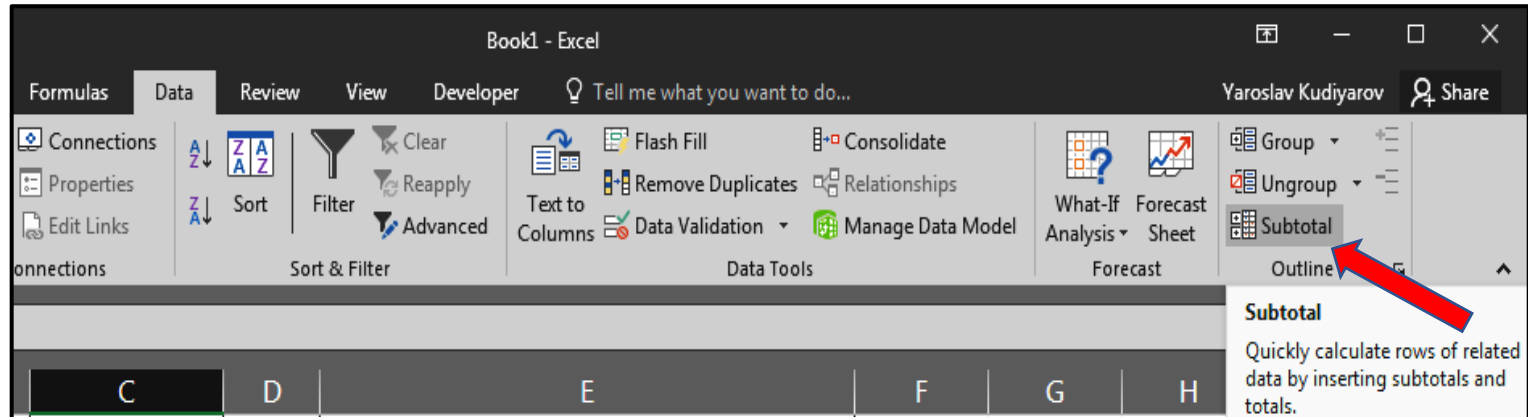 Book1 - Excel
Formulas Data Review View Developer Tell me what you want to do... Yaroslav Kudiyarov Share
Connections
Properties
Edit Links
onnections
A
Z
Z
A
Z A
A Z
Sort
Filter
Clear
Reapply
Advanced
Sort & Filter
Text to
Columns
Flash Fill
Remove Duplicates
Data Validation
Consolidate
Relationships
Manage Data Model
Data Tools
What-If
Analysis
Forecast
Sheet
Forecast
Group
Ungroup
Subtotal
Outline
Subtotal
Quickly calculate rows of related
data by inserting subtotals and
totals.
C D E F G H